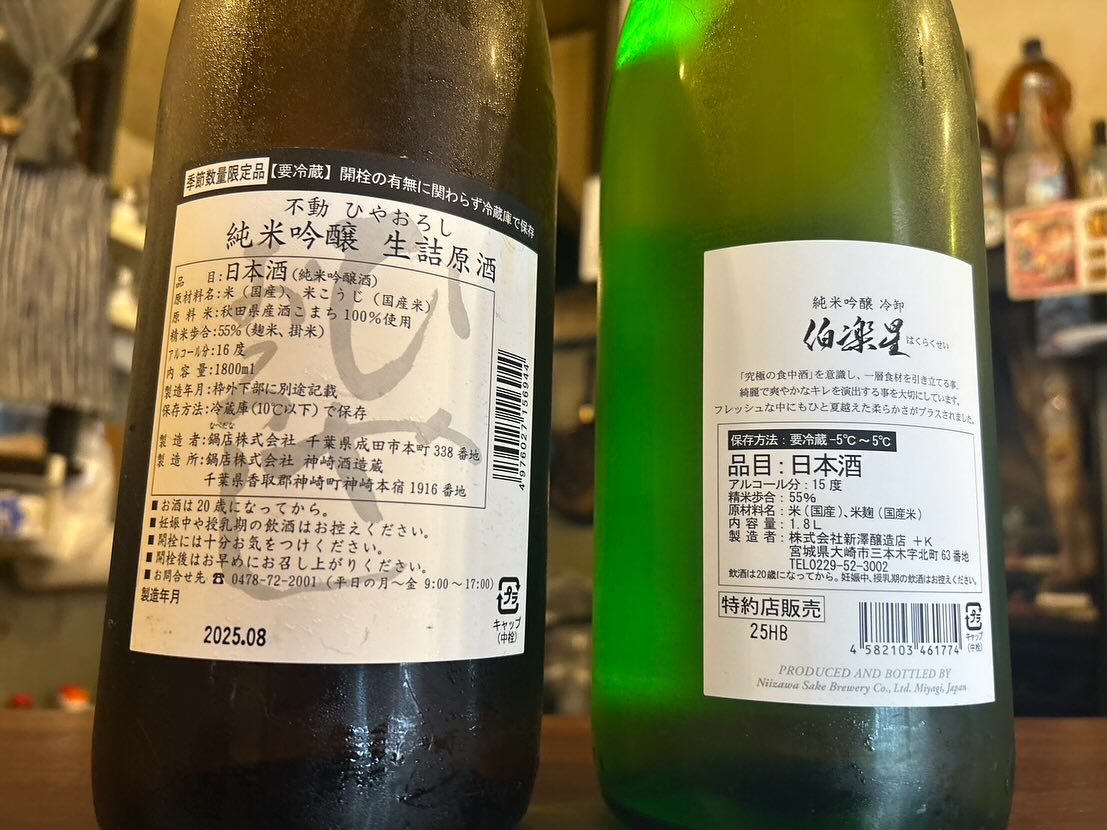 季節数量限定品【要冷蔵】開栓の有無に関わらず冷蔵庫で保存
不動 ひやおろし
純米吟醸 生詰原酒
品 目:日本酒(純米吟醸酒)
原材料名:米(国産)、米こうじ(国産米)
原 料 米:秋田県産酒こまち100%使用
精米歩合:55%(麹米、掛米)
アルコール分:16度
内 容 量:1800ml
製造年月:枠外下部に別途記載
保存方法:冷蔵庫(10℃以下)で保存
なべだな
製 造 者:鍋店株式会社 千葉県成田市本町338番地
製 造 所:鍋店株式会社 神崎酒造蔵
千葉県香取郡神崎町神崎本宿1916番地
■お酒は20歳になってから。
■妊娠中や授乳期の飲酒はお控えください。
■開栓には十分お気をつけください。
■開栓後はお早めにお召し上がりください。
■お問合せ先 ☎ 0478-72-2001(平日の月〜金 9:00〜17:00)
製造年月
2025.08
4 976027 156944
プラ
キャップ
(中栓)
純米吟醸 冷卸
伯楽星 はくらくせい
「究極の食中酒」を意識し、一層食材を引き立てる事、
綺麗で爽やかなキレを演出する事を大切にしています。
フレッシュな中にもひと夏越えた柔らかさがプラスされました。
保存方法:要冷蔵−5℃〜5℃
品目:日本酒
アルコール分:15度
精米歩合:55%
原材料名:米(国産)、米麹(国産米)
内 容 量:1.8L
製 造 者:株式会社新澤醸造店 +K
宮城県大崎市三本木字北町63番地
TEL0229-52-3002
飲酒は20歳になってから。妊娠中、授乳期の飲酒はお控えください。
特約店販売
25HB
4 582103 461774
プラ
キャップ
(中栓)
PRODUCED AND BOTTLED BY
Niizawa Sake Brewery Co., Ltd. Miyagi, Japan